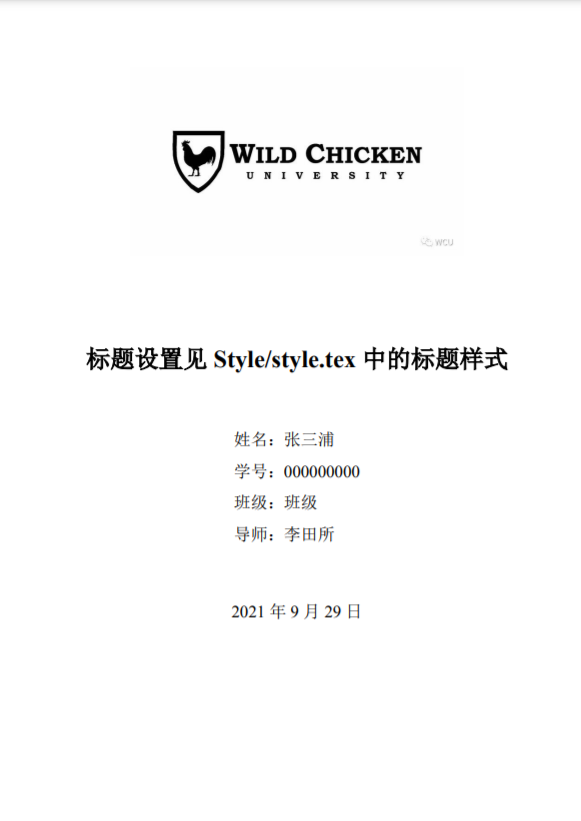 WILD CHICKEN
UNIVERSITY
WCU
标题设置见 Style/style.tex 中的标题样式
姓名：张三浦
学号：000000000
班级：班级
导师：李田所
2021 年 9 月 29 日